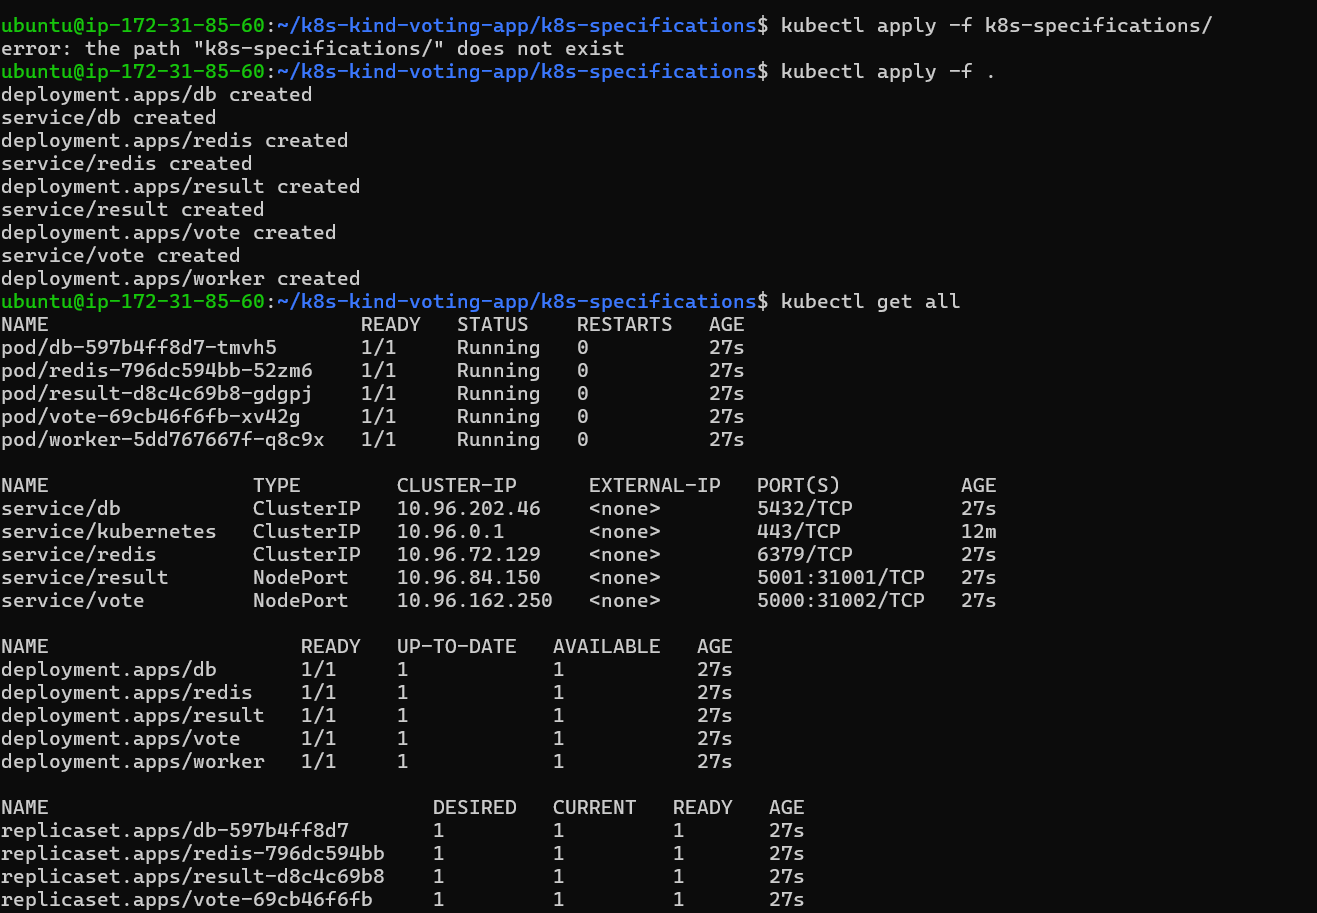 ubuntu@ip-172-31-85-60:~/k8s-kind-voting-app/k8s-specifications$ kubectl apply -f k8s-specifications/
error: the path "k8s-specifications/" does not exist
ubuntu@ip-172-31-85-60:~/k8s-kind-voting-app/k8s-specifications$ kubectl apply -f .
deployment.apps/db created
service/db created
deployment.apps/redis created
service/redis created
deployment.apps/result created
service/result created
deployment.apps/vote created
service/vote created
deployment.apps/worker created
ubuntu@ip-172-31-85-60:~/k8s-kind-voting-app/k8s-specifications$ kubectl get all
NAME                          READY   STATUS    RESTARTS   AGE
pod/db-597b4ff8d7-tmvh5       1/1     Running   0          27s
pod/redis-796dc594bb-52zm6    1/1     Running   0          27s
pod/result-d8c4c69b8-gdgpj    1/1     Running   0          27s
pod/vote-69cb46f6fb-xv42g     1/1     Running   0          27s
pod/worker-5dd767667f-q8c9x   1/1     Running   0          27s

NAME                 TYPE        CLUSTER-IP      EXTERNAL-IP   PORT(S)          AGE
service/db           ClusterIP   10.96.202.46    <none>        5432/TCP         27s
service/kubernetes   ClusterIP   10.96.0.1       <none>        443/TCP          12m
service/redis        ClusterIP   10.96.72.129    <none>        6379/TCP         27s
service/result       NodePort    10.96.84.150    <none>        5001:31001/TCP   27s
service/vote         NodePort    10.96.162.250   <none>        5000:31002/TCP   27s

NAME                     READY   UP-TO-DATE   AVAILABLE   AGE
deployment.apps/db       1/1     1            1           27s
deployment.apps/redis    1/1     1            1           27s
deployment.apps/result   1/1     1            1           27s
deployment.apps/vote     1/1     1            1           27s
deployment.apps/worker   1/1     1            1           27s

NAME                                DESIRED   CURRENT   READY   AGE
replicaset.apps/db-597b4ff8d7       1         1         1       27s
replicaset.apps/redis-796dc594bb    1         1         1       27s
replicaset.apps/result-d8c4c69b8    1         1         1       27s
replicaset.apps/vote-69cb46f6fb     1         1         1       27s